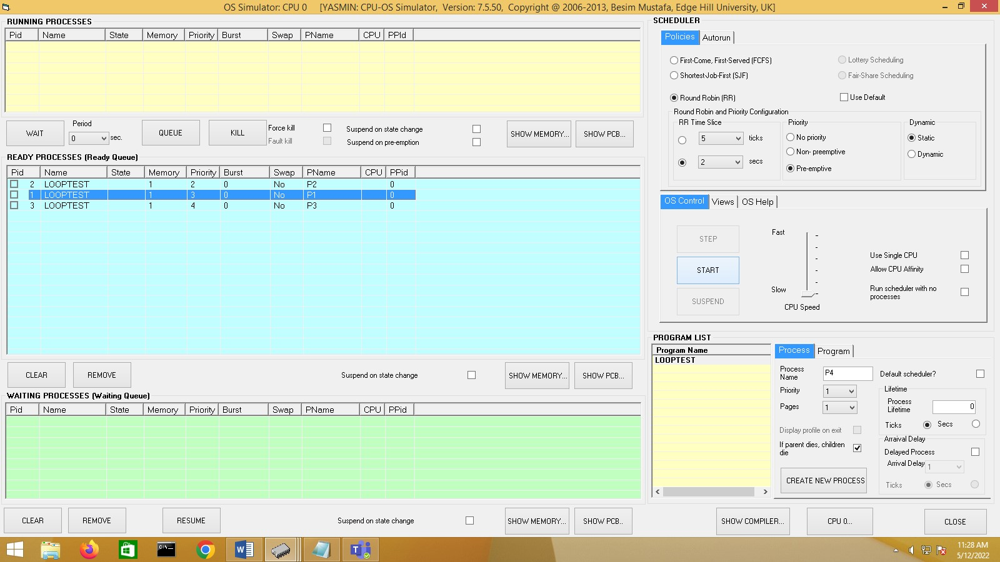 OS Simulator: CPU 0 [YASMIN: CPU-OS Simulator, Version: 7.5.50, Copyright @ 2006-2013, Besim Mustafa, Edge Hill University, UK]
RUNNING PROCESSES
Pid Name State Memory Priority Burst Swap PName CPU PPId
WAIT
Period
0 sec.
QUEUE
KILL
Force kill
Fault kill
Suspend on state change
Suspend on pre-emption
SHOW MEMORY...
SHOW PCB...
READY PROCESSES (Ready Queue)
Pid Name State Memory Priority Burst Swap PName CPU PPid
2 LOOPTEST 1 2 0 No P2 0
1 LOOPTEST 1 3 0 No P1 0
3 LOOPTEST 1 4 0 No P3 0
CLEAR
REMOVE
Suspend on state change
SHOW MEMORY...
SHOW PCB...
WAITING PROCESSES (Waiting Queue)
Pid Name State Memory Priority Burst Swap PName CPU PPid
CLEAR
REMOVE
RESUME
Suspend on state change
SHOW MEMORY...
SHOW PCB..
SCHEDULER
Policies Autorun
First-Come, First-Served (FCFS)
Shortest-Job-First (SJF)
Round Robin (RR)
Lottery Scheduling
Fair-Share Scheduling
Use Default
Round Robin and Priority Configuration
RR Time Slice
5 ticks
2 secs
Priority
No priority
Non- preemptive
Pre-emptive
Dynamic
Static
Dynamic
OS Control Views OS Help
STEP
START
SUSPEND
Fast
Slow
CPU Speed
Use Single CPU
Allow CPU Affinity
Run scheduler with no
processes
PROGRAM LIST
Program Name
LOOPTEST
Process Program
Process
Name
P4
Priority
1
Pages
1
Display profile on exit
If parent dies, children
die
CREATE NEW PROCESS
Default scheduler?
Lifetime
Process
Lifetime
0
Ticks Secs
Arraival Delay
Delayed Process
Arrival Delay 1
Ticks Secs
SHOW COMPILER...
CPU 0...
CLOSE
11:28 AM
5/12/2022